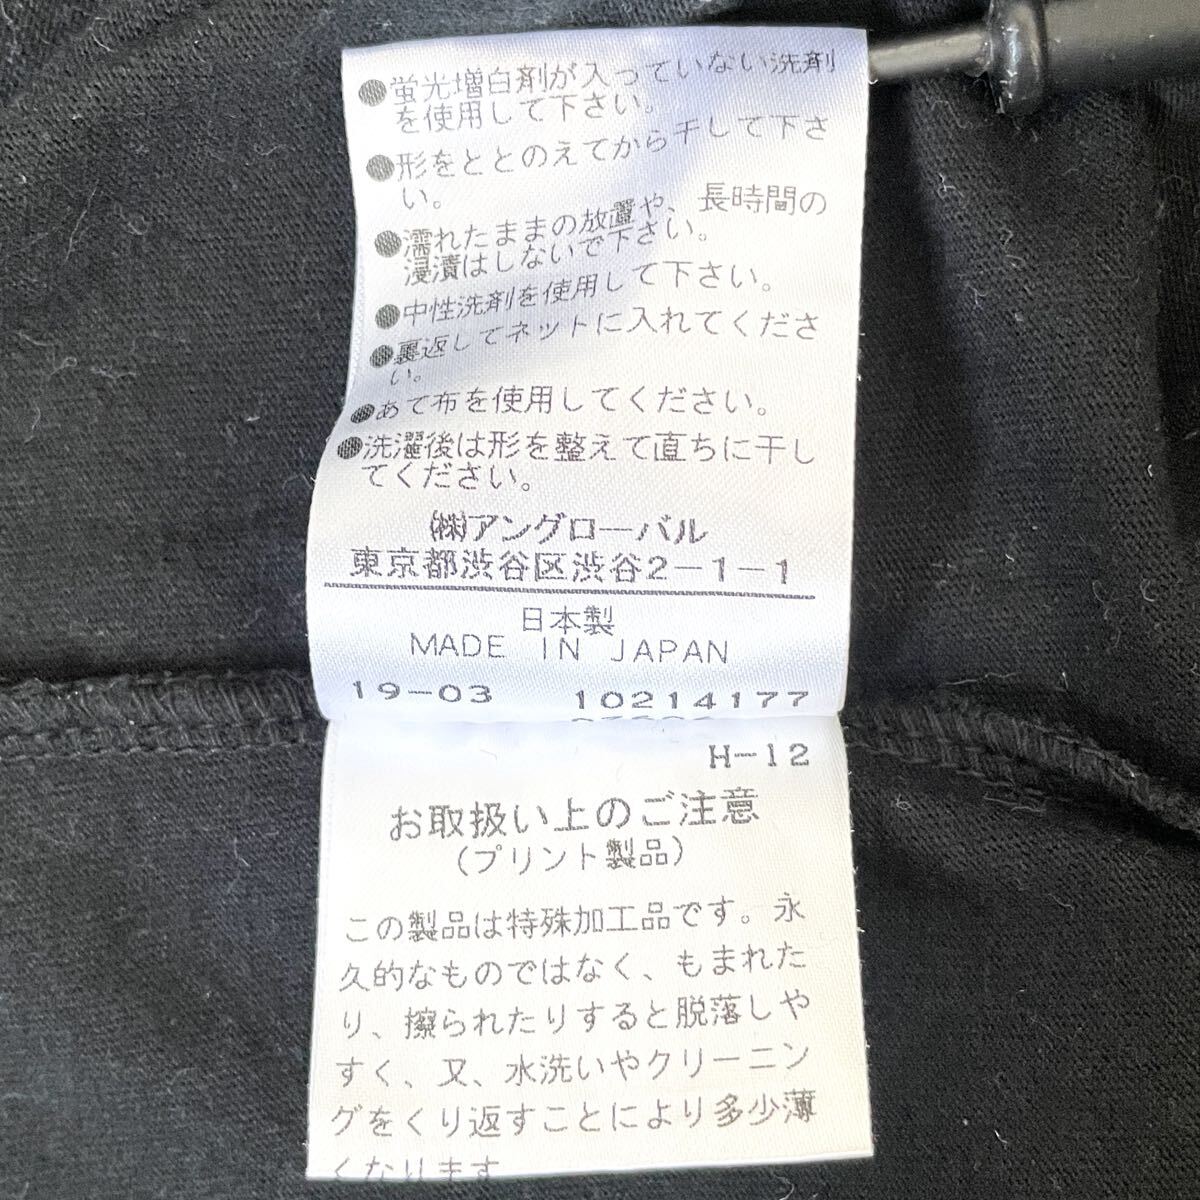 ●蛍光増白剤が入っていない洗剤
を使用して下さい。
●形をととのえてから干して下さ
い。
●濡れたままの放置や、長時間の
浸漬はしないで下さい。
●中性洗剤を使用して下さい。
●裏返してネットに入れてくださ
い。
●あて布を使用してください。
●洗濯後は形を整えて直ちに干し
てください。
㈱アングローバル
東京都渋谷区渋谷2-1-1
日本製
MADE IN JAPAN
19-03 10214177
H-12
お取扱い上のご注意
(プリント製品)
この製品は特殊加工品です。永
久的なものではなく、もまれた
り、擦られたりすると脱落しや
すく、又、水洗いやクリーニン
グをくり返すことにより多少薄
くなります